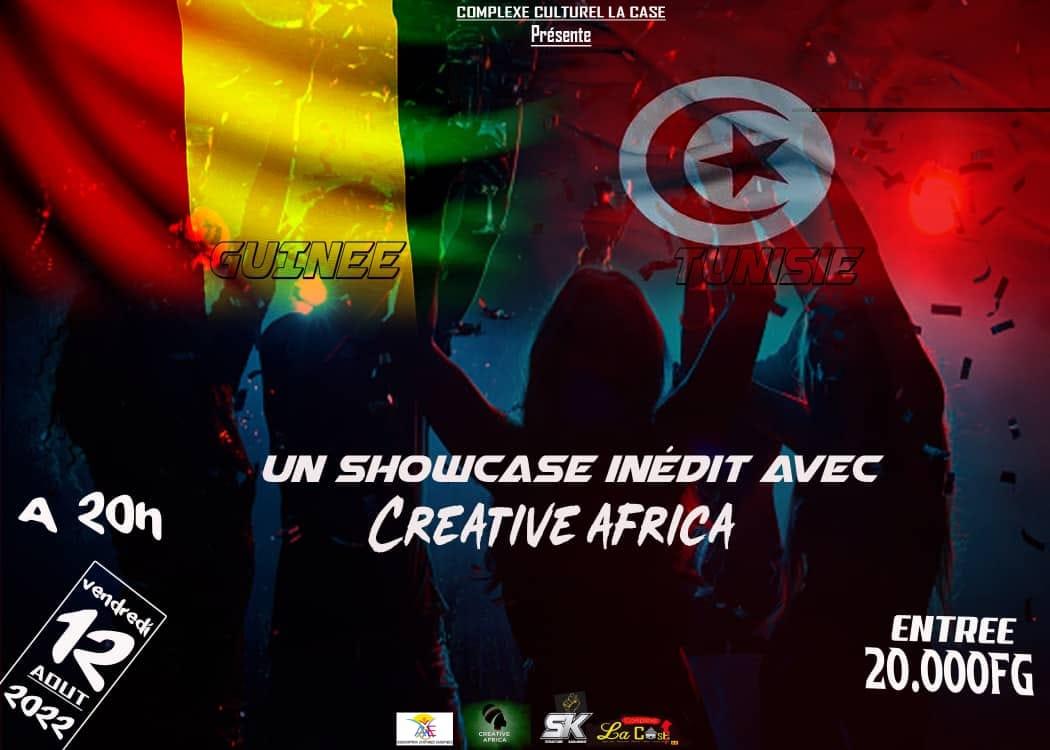 COMPLEXE CULTUREL LA CASE
Présente
GUINEE
TUNISIE
UN SHOWCASE INÉDIT AVEC
CREATIVE AFRICA
A 20h
Vendredi
12
AOUT
2022
ENTREE
20.000FG
CREATIVE
AFRICA
SK
Complexe
La Case